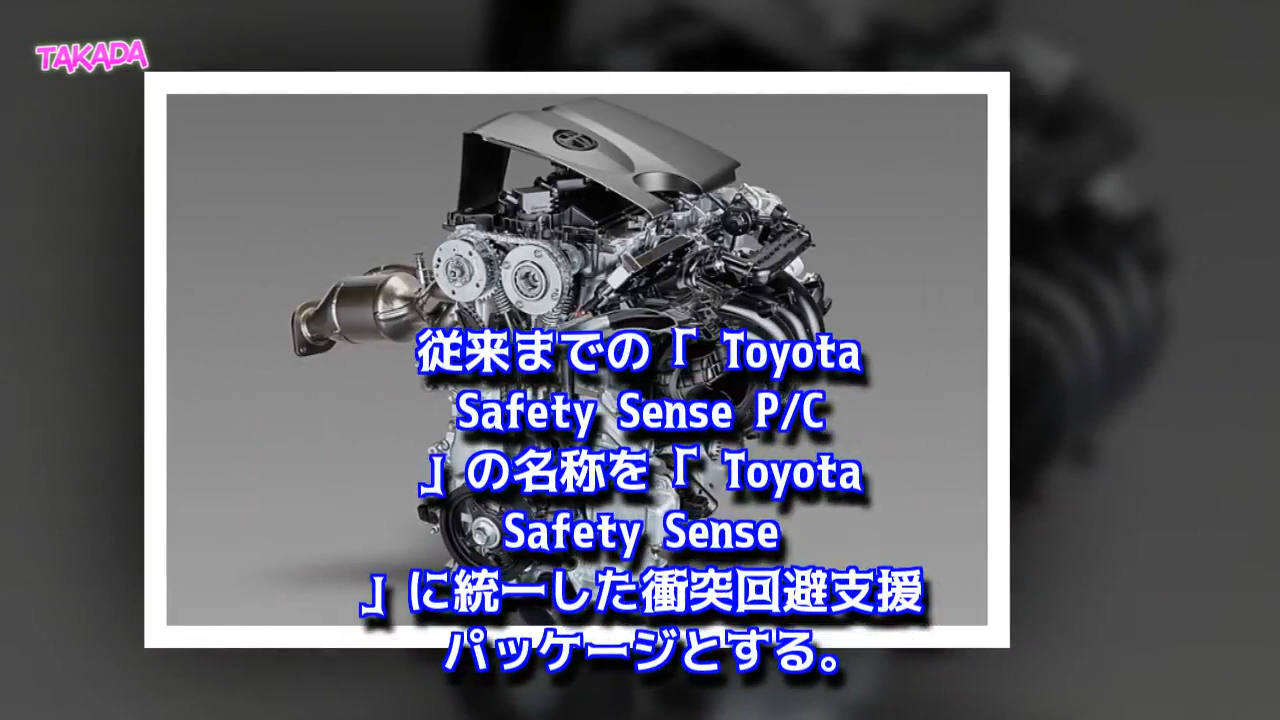 TAKADA
従来までの「 Toyota
Safety Sense P/C
」の名称を「 Toyota
Safety Sense
」に統一した衝突回避支援
パッケージとする。